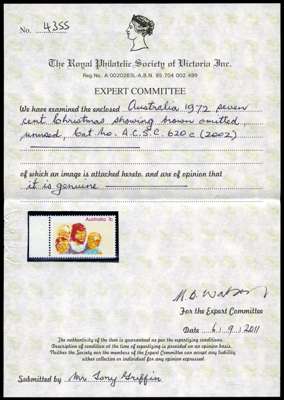 No. 4355
The Royal Philatelic Society of Victoria Inc.
Reg No. A 0020283L-A.B.N. 85 704 002 499
EXPERT COMMITTEE
We have examined the enclosed Australia 1972 seven
cent Christmas showing brown omitted,
unused, Cat No. A.C.S.C. 620c (2002)
of which an image is attached hereto, and are of opinion that
it is genuine
Australia 7c
M. D. Watson
For the Expert Committee
Date 6. 9. 2011
The authenticity of the item is guaranteed as per the expertizing conditions.
Description of condition at the time of expertizing is presented as an opinion basis.
Neither the Society nor the members of the Expert Committee can accept any liability
either collective or individual for any opinion expressed.
Submitted by Mr Tony Griffin